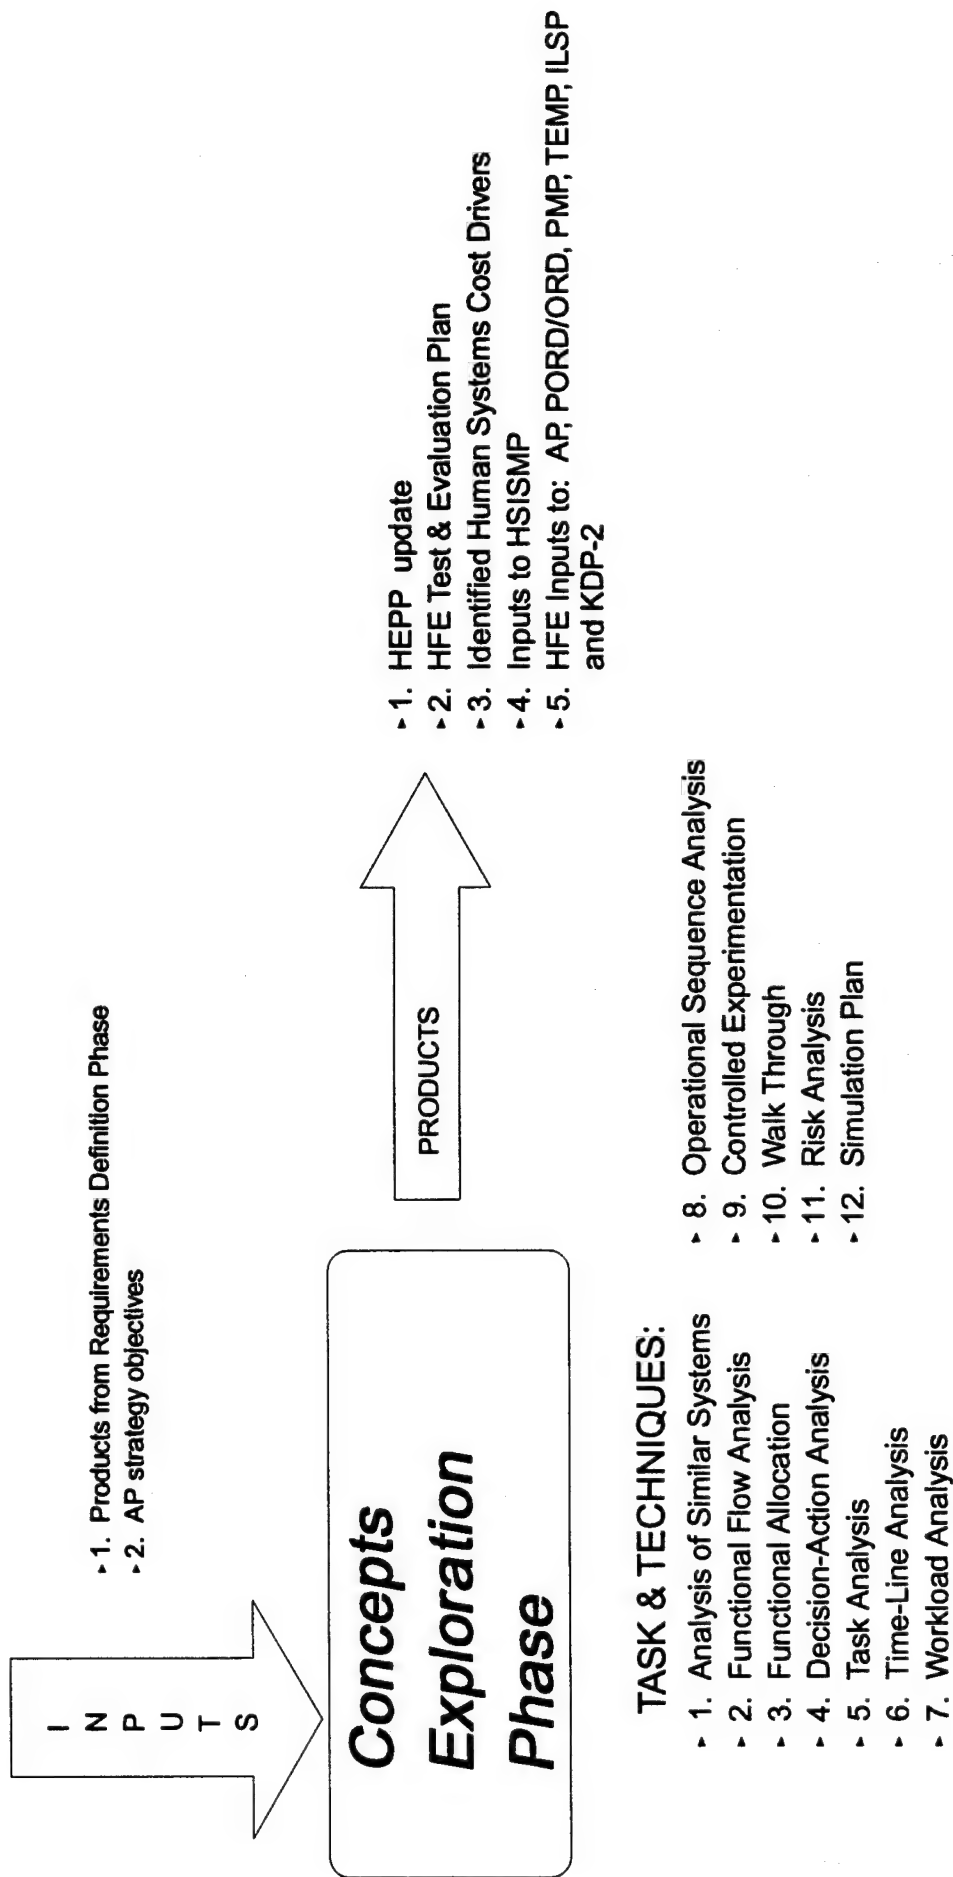 INPUTS
1. Products from Requirements Definition Phase
2. AP strategy objectives
Concepts
Exploration
Phase
PRODUCTS
1. HEPP update
2. HFE Test & Evaluation Plan
3. Identified Human Systems Cost Drivers
4. Inputs to HSISMP
5. HFE Inputs to: AP, PORD/ORD, PMP, TEMP, ILSP
and KDP-2
TASK & TECHNIQUES:
1. Analysis of Similar Systems
2. Functional Flow Analysis
3. Functional Allocation
4. Decision-Action Analysis
5. Task Analysis
6. Time-Line Analysis
7. Workload Analysis
8. Operational Sequence Analysis
9. Controlled Experimentation
10. Walk Through
11. Risk Analysis
12. Simulation Plan